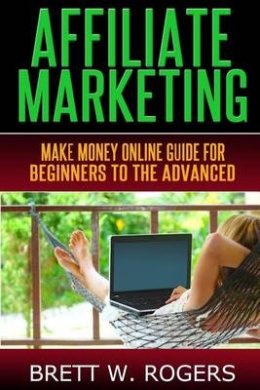 AFFILIATE
MARKETING
MAKE MONEY ONLINE GUIDE FOR
BEGINNERS TO THE ADVANCED
BRETT W. ROGERS